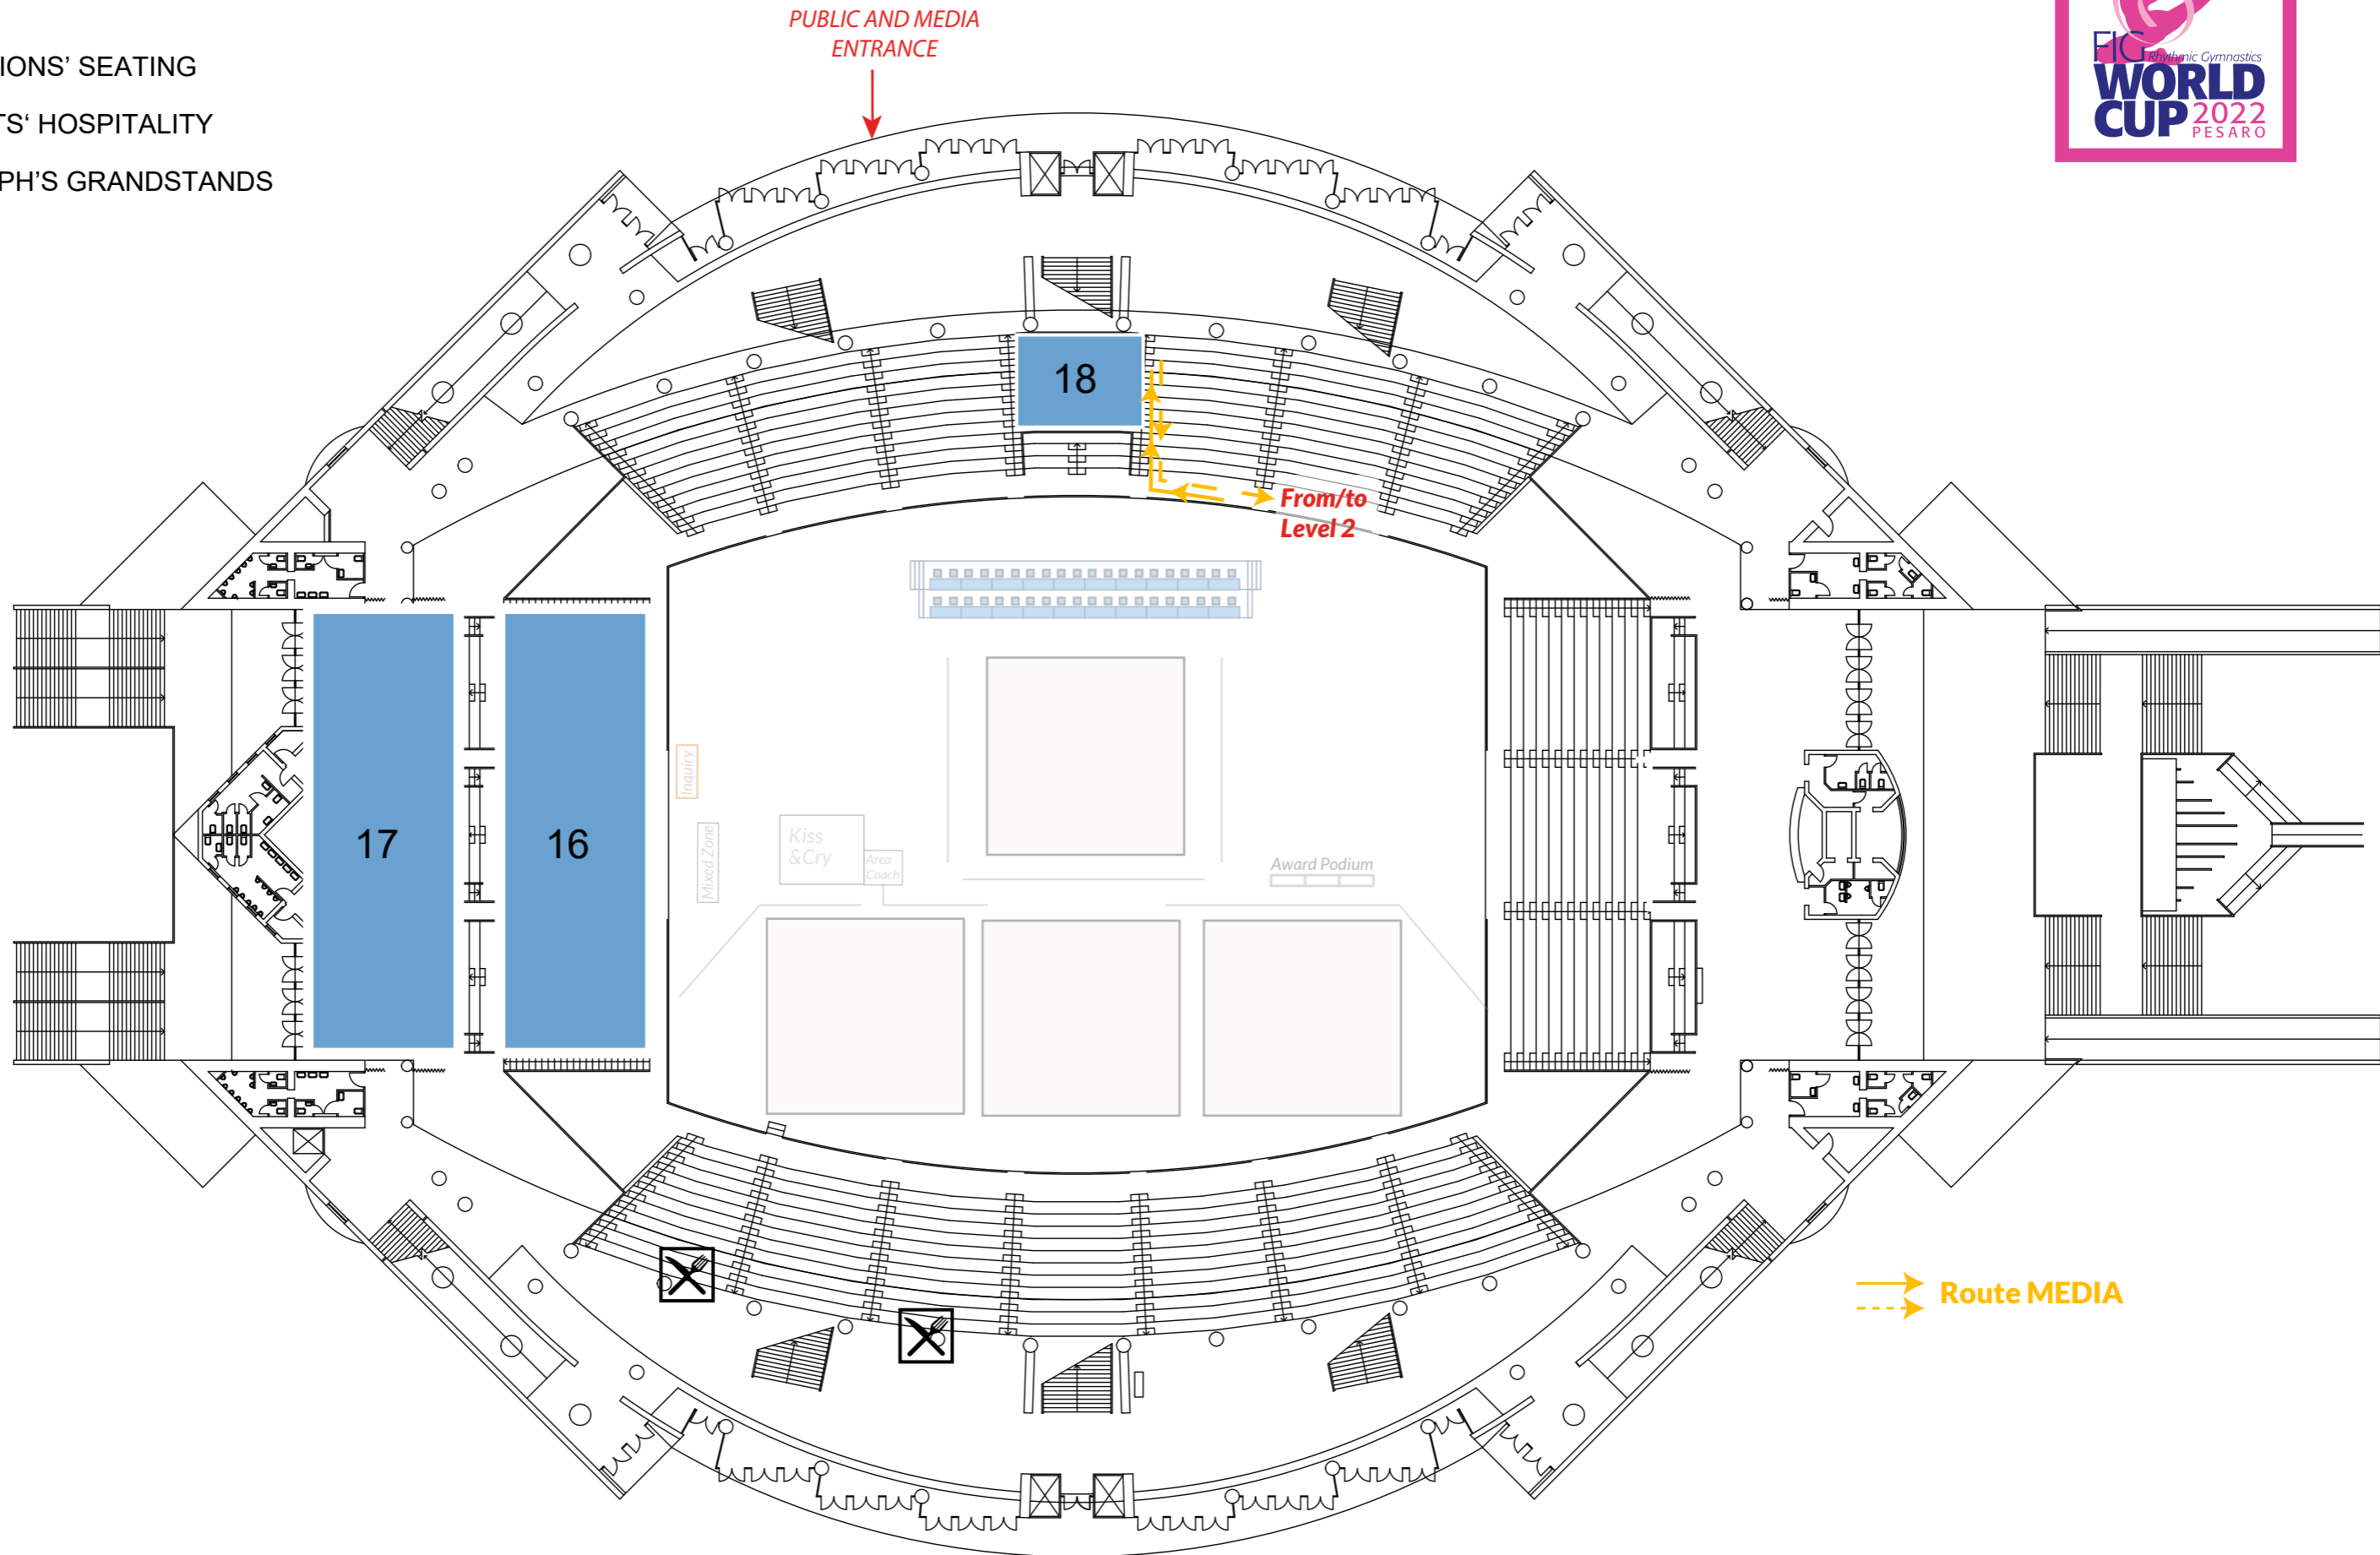 PUBLIC AND MEDIA
ENTRANCE
IONS’ SEATING
TS‘ HOSPITALITY
PH’S GRANDSTANDS
FIG Rhythmic Gymnastics
WORLD
CUP 2022
PESARO
18
From/to
Level 2
17
16
Inquiry
Mixed Zone
Kiss
&Cry
Area
Coach
Award Podium
Route MEDIA